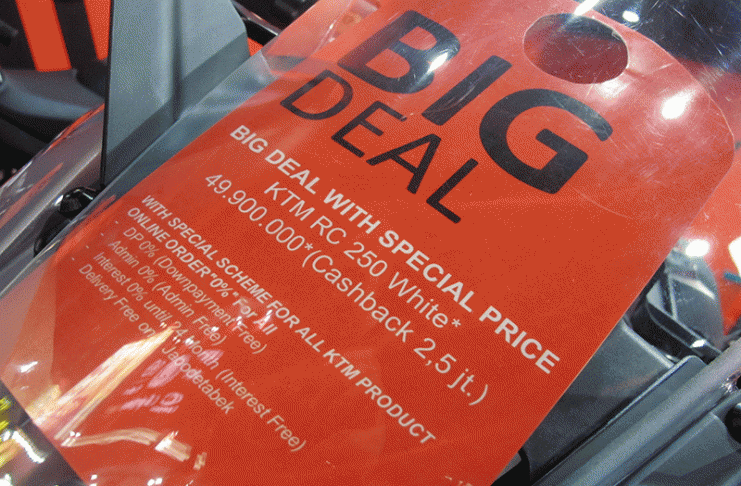 BIG
DEAL
BIG DEAL WITH SPECIAL PRICE
KTM RC 250 White*
49.900.000*(Cashback 2,5 jt.)
WITH SPECIAL SCHEME FOR ALL KTM PRODUCT
ONLINE ORDER "0%" For All
- DP 0% (Downpayment Free)
- Admin 0% (Admin Free)
- Interest 0% until Month (Interest Free)
- Delivery Free only Jabodetabek